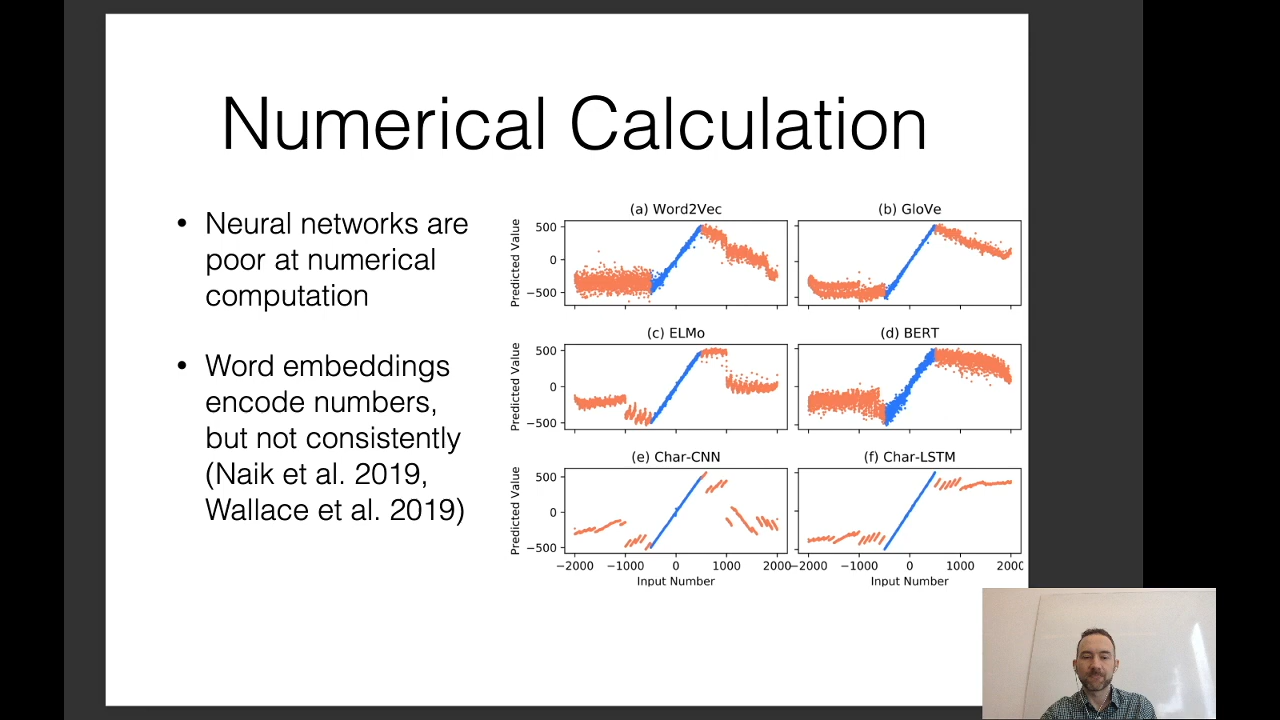 Numerical Calculation
• Neural networks are
poor at numerical
computation
• Word embeddings
encode numbers,
but not consistently
(Naik et al. 2019,
Wallace et al. 2019)
(a) Word2Vec
(b) GloVe
Predicted Value
500
0
−500
(c) ELMo
(d) BERT
Predicted Value
500
0
−500
(e) Char-CNN
(f) Char-LSTM
Predicted Value
500
0
−500
−2000 −1000 0 1000 2000
−2000 −1000 0 1000 2000
Input Number
Input Number